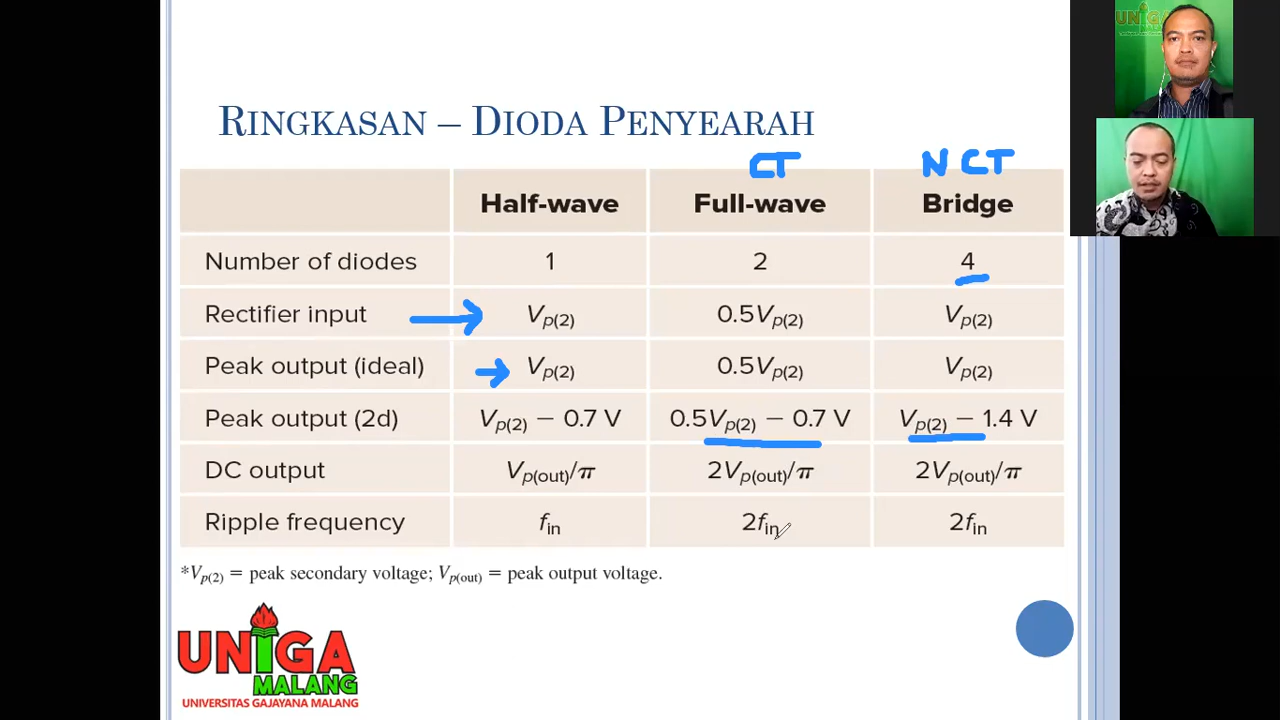 UNIGA
RINGKASAN – DIODA PENYEARAH
CT
N CT
Half-wave Full-wave Bridge
Number of diodes 1 2 4
Rectifier input Vp(2) 0.5Vp(2) Vp(2)
Peak output (ideal) Vp(2) 0.5Vp(2) Vp(2)
Peak output (2d) Vp(2) − 0.7 V 0.5Vp(2) − 0.7 V Vp(2) − 1.4 V
DC output Vp(out)/π 2Vp(out)/π 2Vp(out)/π
Ripple frequency fin 2fin 2fin
*Vp(2) = peak secondary voltage; Vp(out) = peak output voltage.
UNIGA
MALANG
UNIVERSITAS GAJAYANA MALANG